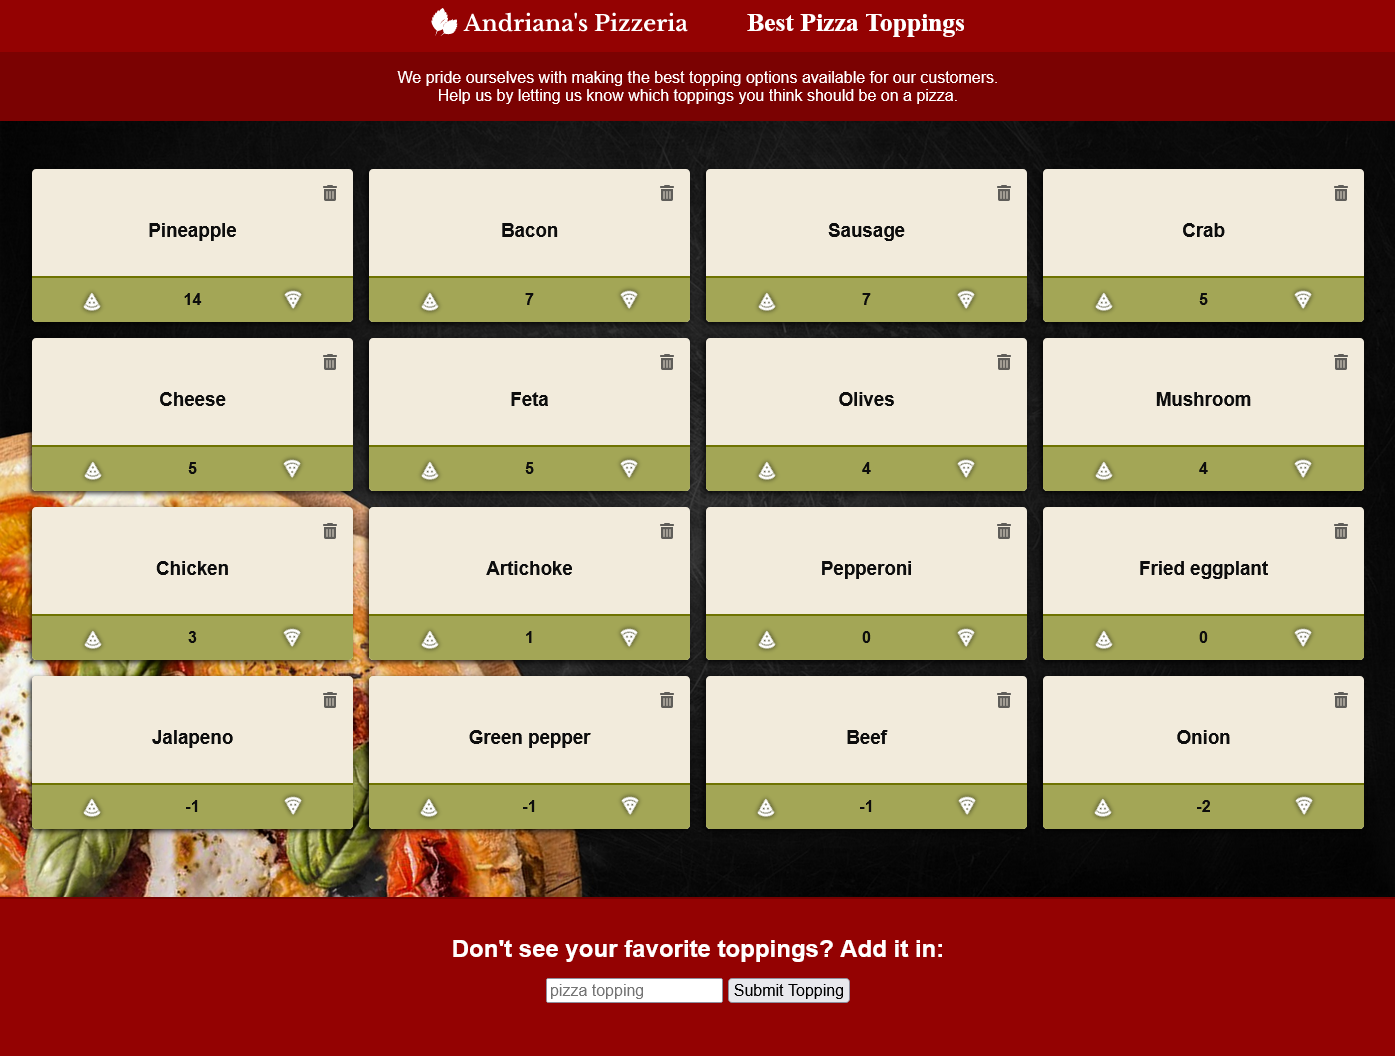 Andriana's Pizzeria
Best Pizza Toppings
We pride ourselves with making the best topping options available for our customers.
Help us by letting us know which toppings you think should be on a pizza.
Pineapple
14
Bacon
7
Sausage
7
Crab
5
Cheese
5
Feta
5
Olives
4
Mushroom
4
Chicken
3
Artichoke
1
Pepperoni
0
Fried eggplant
0
Jalapeno
-1
Green pepper
-1
Beef
-1
Onion
-2
Don't see your favorite toppings? Add it in:
pizza topping
Submit Topping